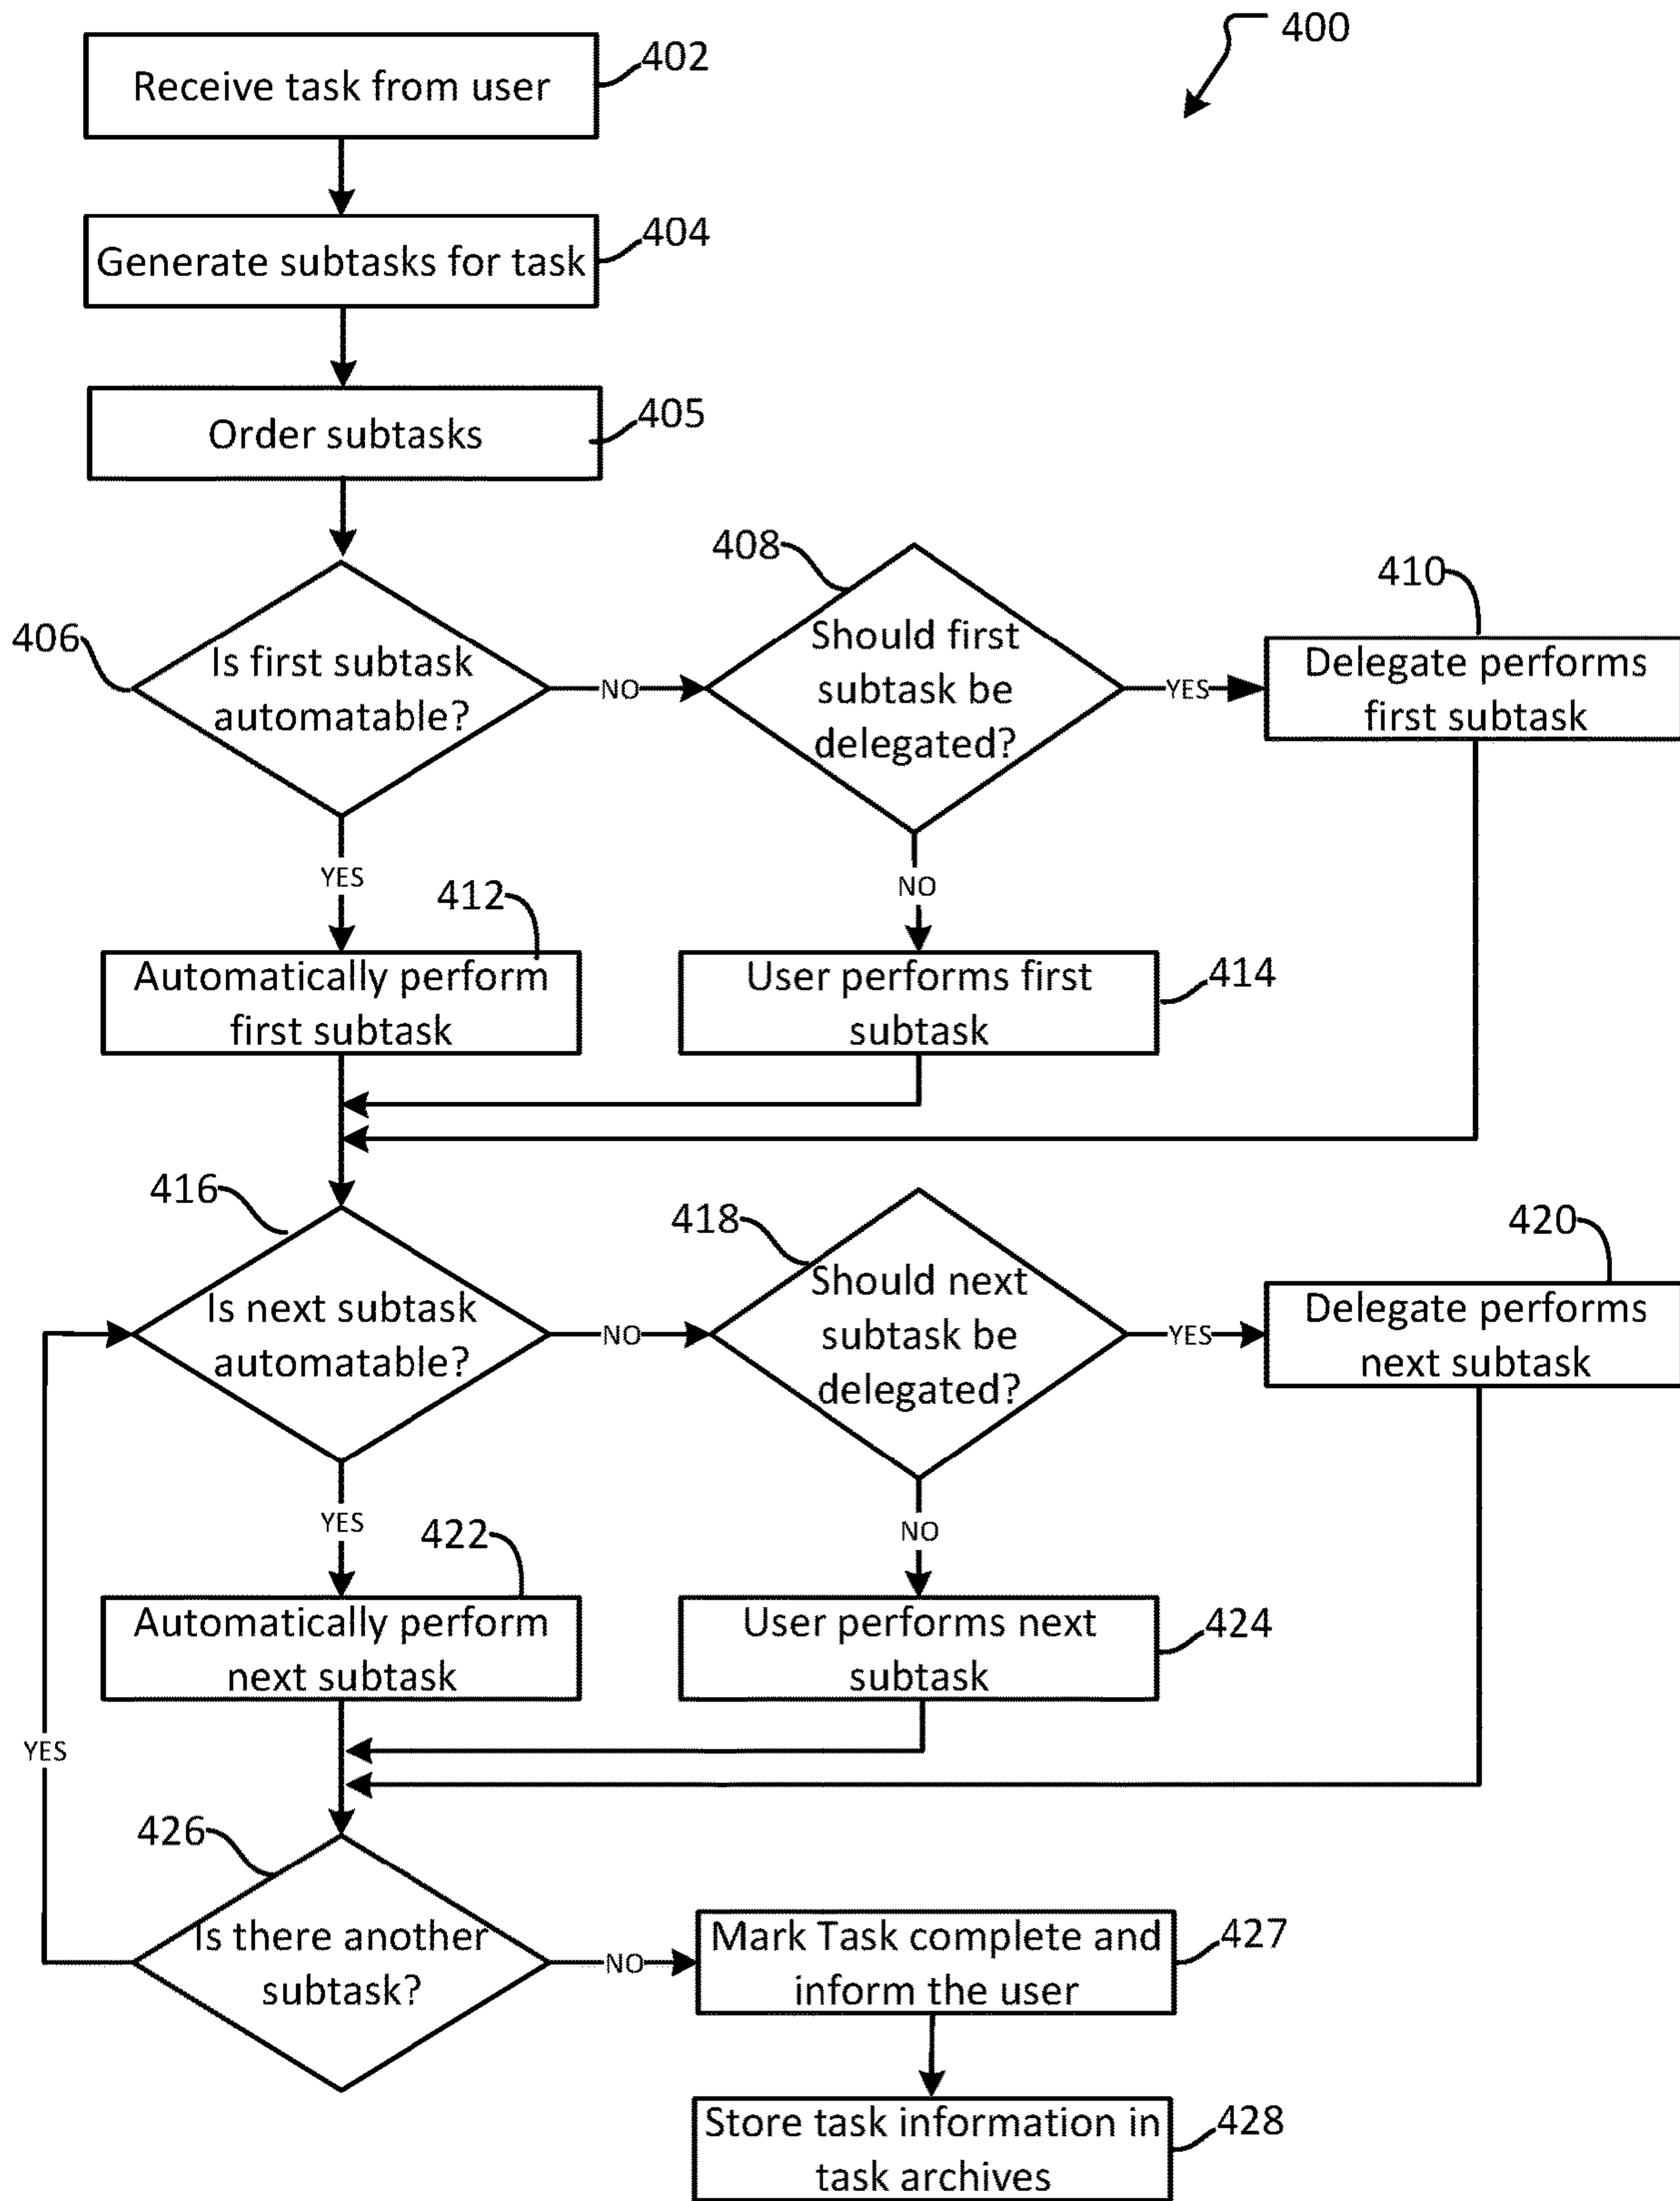 400
402
Receive task from user
404
Generate subtasks for task
405
Order subtasks
406
Is first subtask
automatable?
NO
408
Should first
subtask be
delegated?
YES
410
Delegate performs
first subtask
YES
NO
412
Automatically perform
first subtask
User performs first
subtask
414
416
Is next subtask
automatable?
NO
418
Should next
subtask be
delegated?
YES
420
Delegate performs
next subtask
YES
NO
422
Automatically perform
next subtask
User performs next
subtask
424
YES
426
Is there another
subtask?
NO
Mark Task complete and
inform the user
427
Store task information in
task archives
428